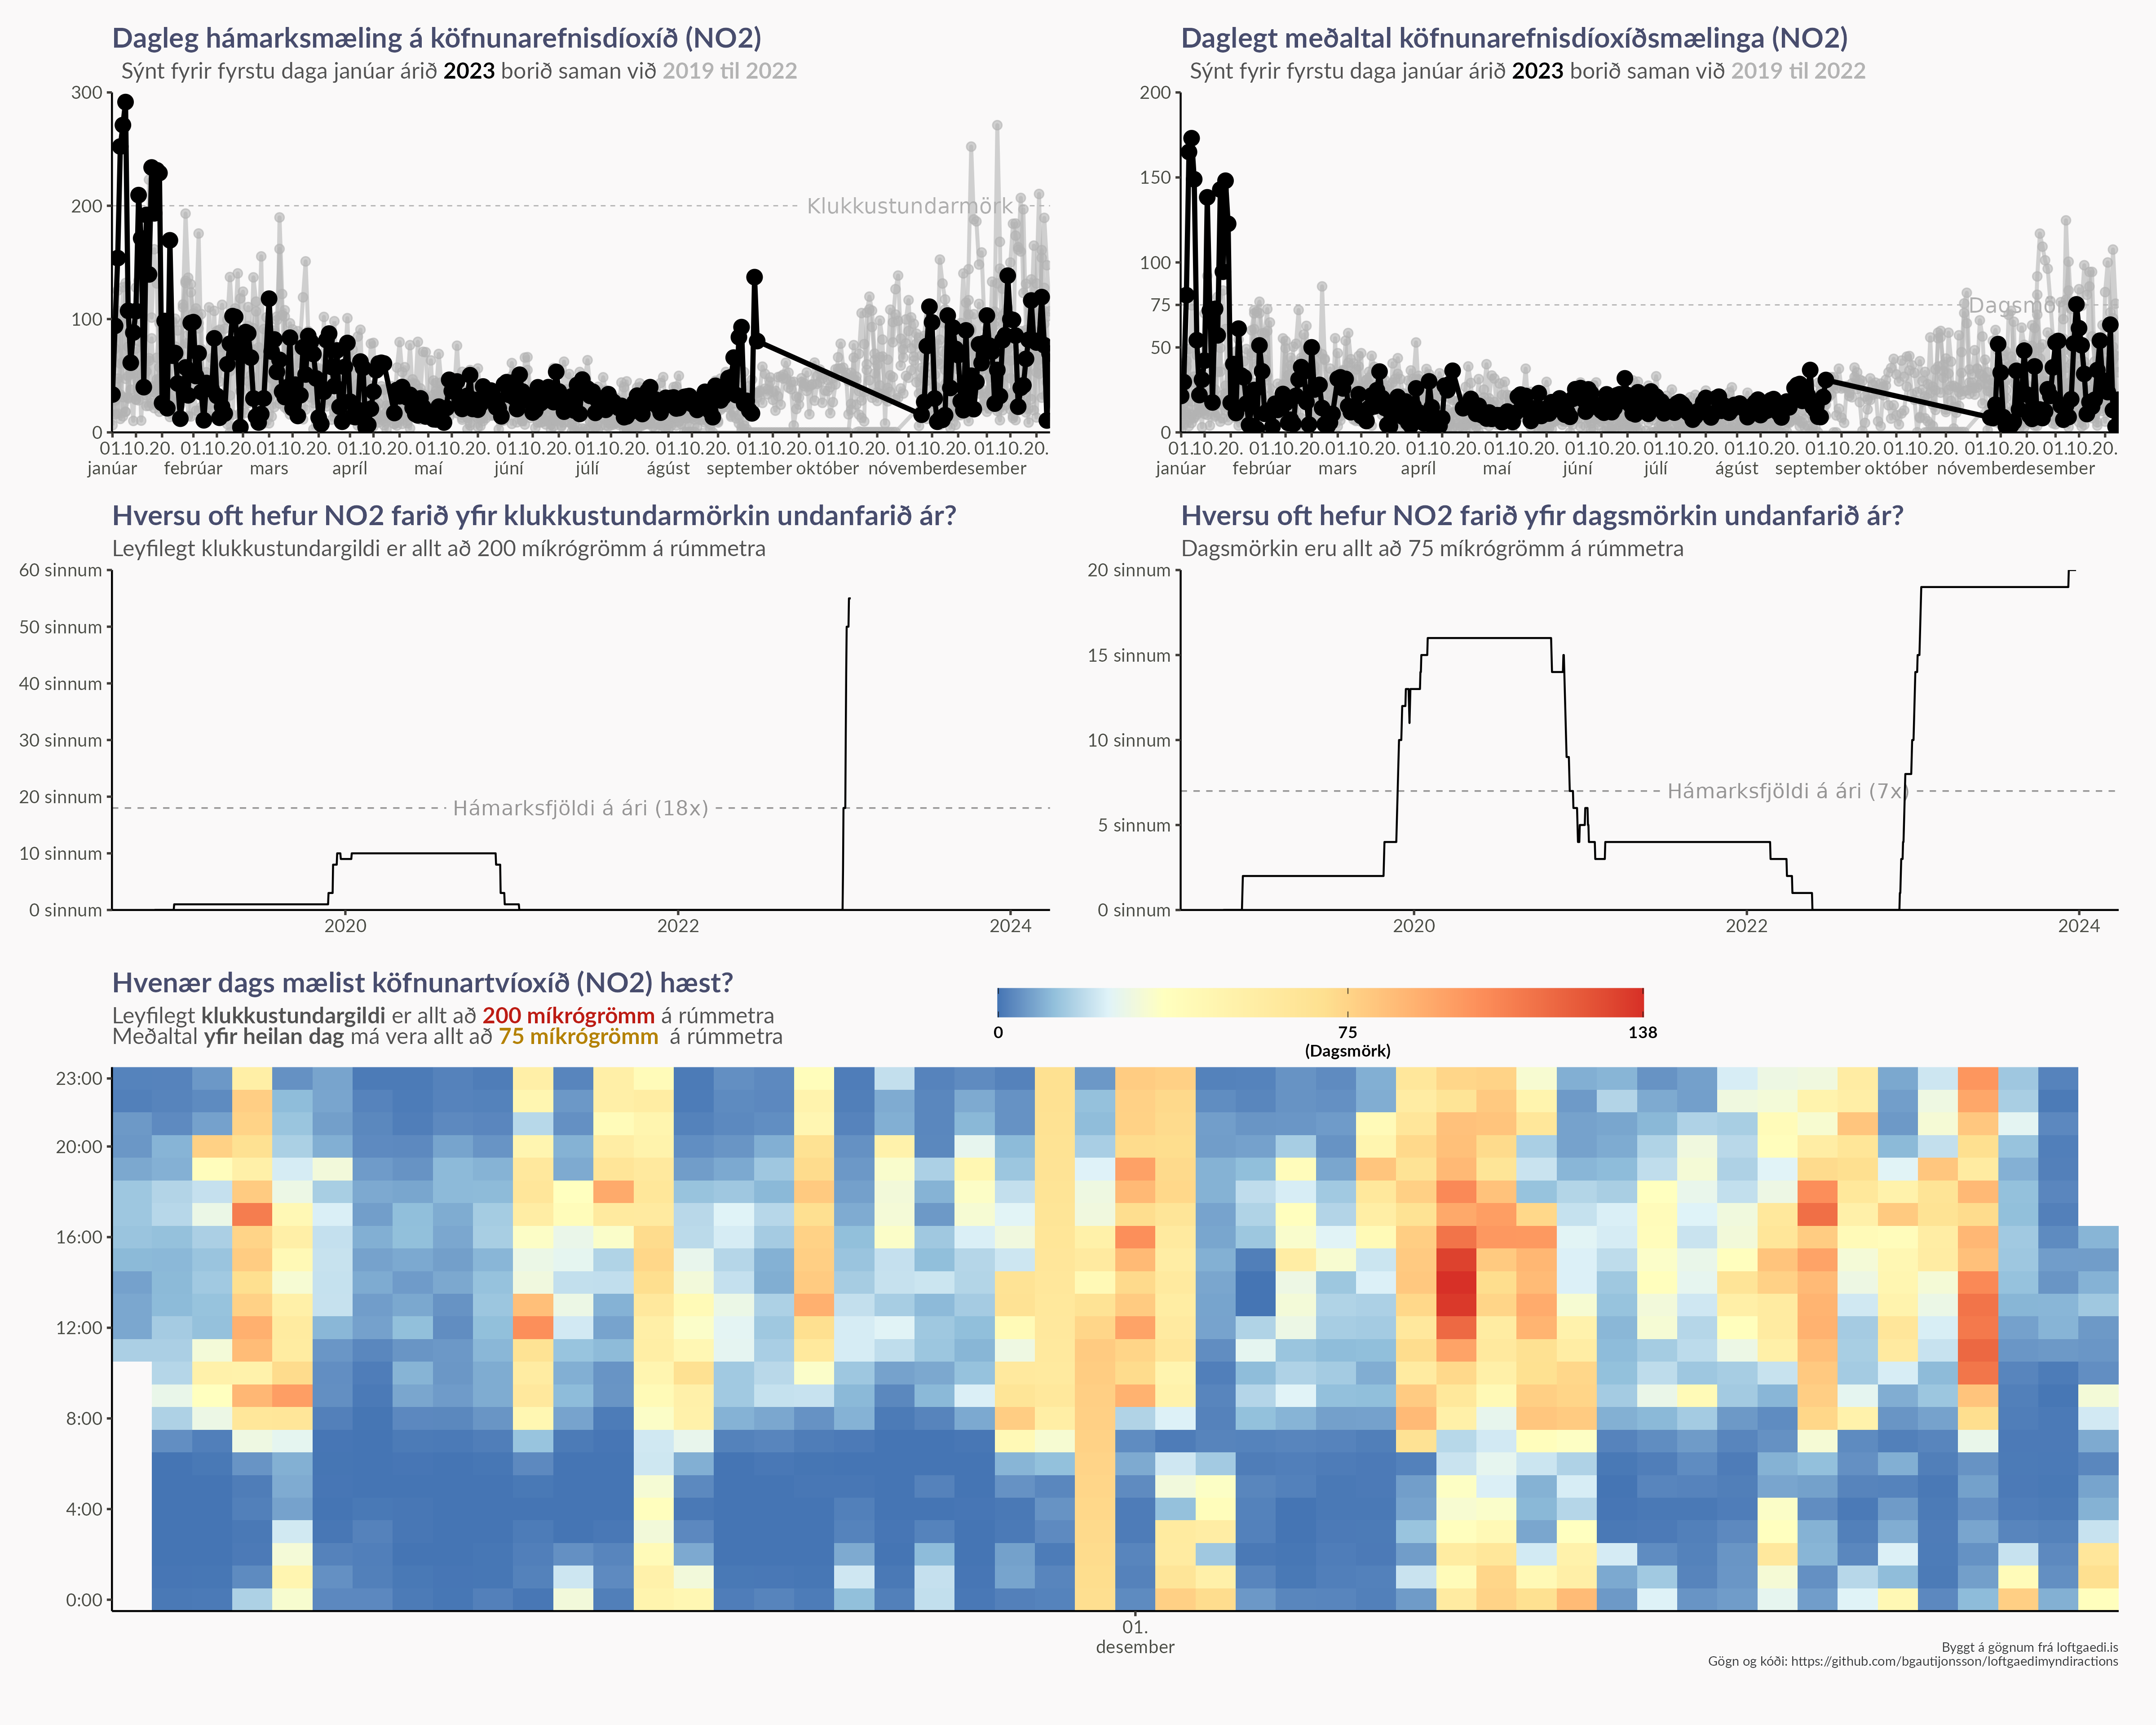 Dagleg hámarksmæling á köfnunarefnisdíoxíð (NO2)
Sýnt fyrir fyrstu daga janúar árið 2023 borið saman við 2019 til 2022
300
200
100
0
Klukkustundarmörk
01.10.20. 01.10.20. 01.10.20. 01.10.20. 01.10.20. 01.10.20. 01.10.20. 01.10.20. 01.10.20. 01.10.20. 01.10.20. 01.10.20.
janúar febrúar mars apríl maí júní júlí ágúst september október nóvember desember
Daglegt meðaltal köfnunarefnisdíoxíðsmælinga (NO2)
Sýnt fyrir fyrstu daga janúar árið 2023 borið saman við 2019 til 2022
200
150
100
75
50
0
01.10.20. 01.10.20. 01.10.20. 01.10.20. 01.10.20. 01.10.20. 01.10.20. 01.10.20. 01.10.20. 01.10.20. 01.10.20. 01.10.20.
janúar febrúar mars apríl maí júní júlí ágúst september október nóvember desember
Hversu oft hefur NO2 farið yfir klukkustundarmörkin undanfarið ár?
Leyfilegt klukkustundargildi er allt að 200 míkrógrömm á rúmmetra
60 sinnum
50 sinnum
40 sinnum
30 sinnum
20 sinnum
10 sinnum
0 sinnum
Hámarksfjöldi á ári (18x)
2020 2022 2024
Hversu oft hefur NO2 farið yfir dagsmörkin undanfarið ár?
Dagsmörkin eru allt að 75 míkrógrömm á rúmmetra
20 sinnum
15 sinnum
10 sinnum
5 sinnum
0 sinnum
Hámarksfjöldi á ári (7x)
2020 2022 2024
Hvenær dags mælist köfnunartvíoxíð (NO2) hæst?
Leyfilegt klukkustundargildi er allt að 200 míkrógrömm á rúmmetra
Meðaltal yfir heilan dag má vera allt að 75 míkrógrömm á rúmmetra
0 75 138
(Dagsmörk)
23:00
20:00
16:00
12:00
8:00
4:00
0:00
01.
desember
Byggt á gögnum frá loftgaedi.is
Gögn og kóði: https://github.com/bgautijonsson/loftgaedimyndiractions